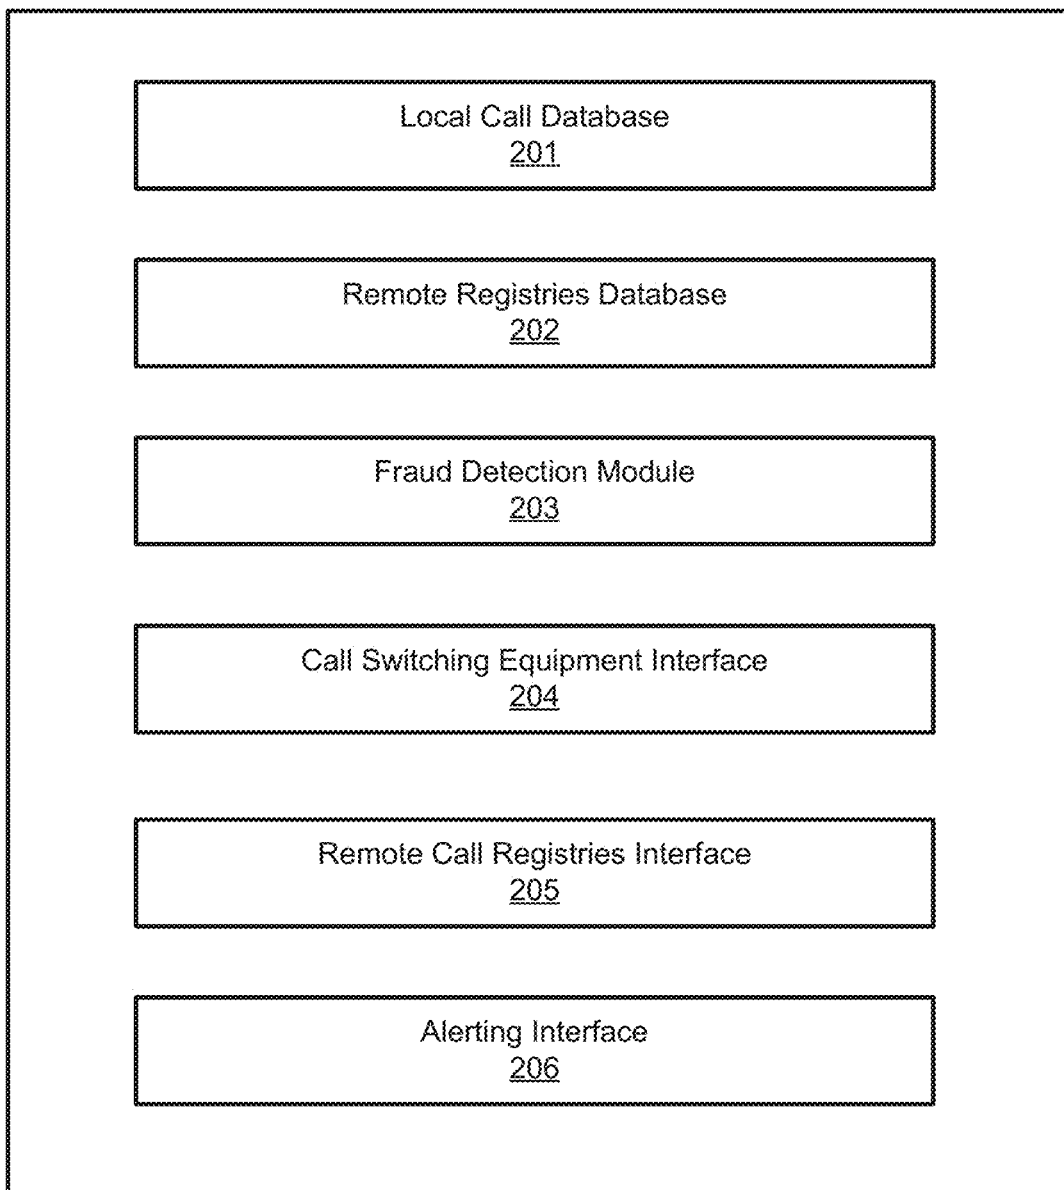 Local Call Database
201
Remote Registries Database
202
Fraud Detection Module
203
Call Switching Equipment Interface
204
Remote Call Registries Interface
205
Alerting Interface
206